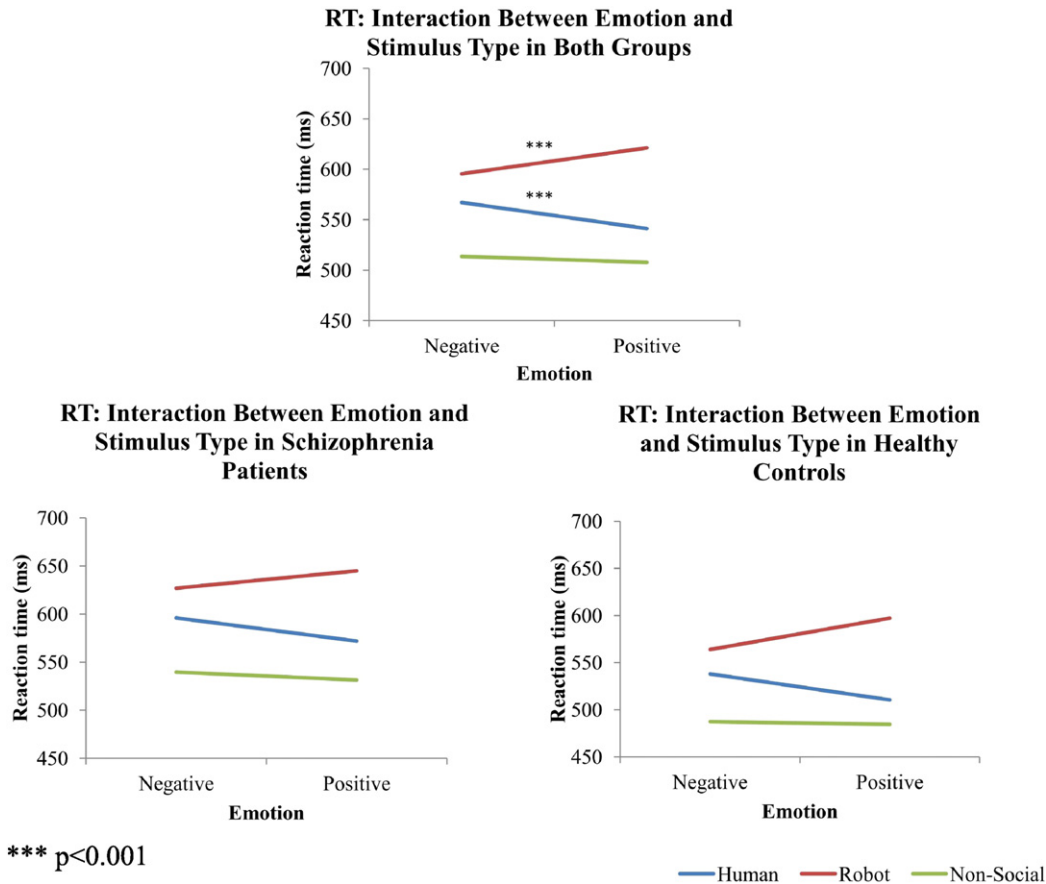 RT: Interaction Between Emotion and
Stimulus Type in Both Groups
700
650
600
550
500
450
Reaction time (ms)
***
***
Negative
Positive
Emotion
RT: Interaction Between Emotion and
Stimulus Type in Schizophrenia
Patients
700
650
600
550
500
450
Reaction time (ms)
Negative
Positive
Emotion
RT: Interaction Between Emotion
and Stimulus Type in Healthy
Controls
700
650
600
550
500
450
Reaction time (ms)
Negative
Positive
Emotion
*** p<0.001
Human Robot Non-Social